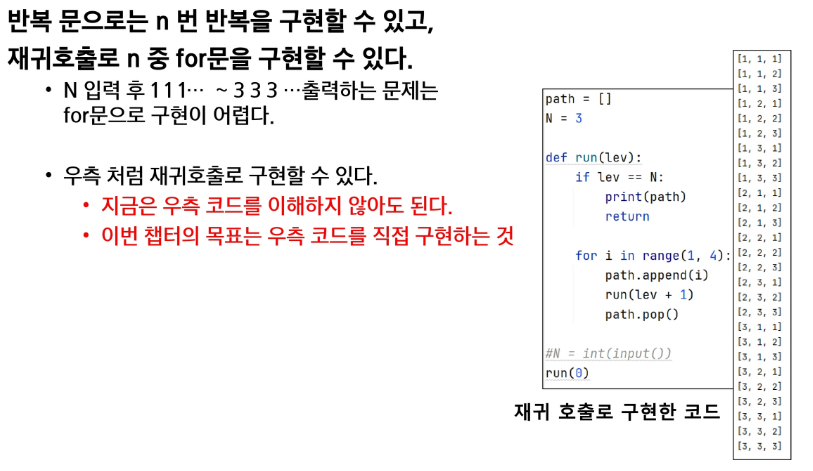 반복 문으로는 n 번 반복을 구현할 수 있고,
재귀호출로 n 중 for문을 구현할 수 있다.
• N 입력 후 1 1 1… ~ 3 3 3 …출력하는 문제는
for문으로 구현이 어렵다.
• 우측 처럼 재귀호출로 구현할 수 있다.
• 지금은 우측 코드를 이해하지 않아도 된다.
• 이번 챕터의 목표는 우측 코드를 직접 구현하는 것
path = []
N = 3
def run(lev):
    if lev == N:
        print(path)
        return
    for i in range(1, 4):
        path.append(i)
        run(lev + 1)
        path.pop()
#N = int(input())
run(0)
재귀 호출로 구현한 코드
[1, 1, 1]
[1, 1, 2]
[1, 1, 3]
[1, 2, 1]
[1, 2, 2]
[1, 2, 3]
[1, 3, 1]
[1, 3, 2]
[1, 3, 3]
[2, 1, 1]
[2, 1, 2]
[2, 1, 3]
[2, 2, 1]
[2, 2, 2]
[2, 2, 3]
[2, 3, 1]
[2, 3, 2]
[2, 3, 3]
[3, 1, 1]
[3, 1, 2]
[3, 1, 3]
[3, 2, 1]
[3, 2, 2]
[3, 2, 3]
[3, 3, 1]
[3, 3, 2]
[3, 3, 3]